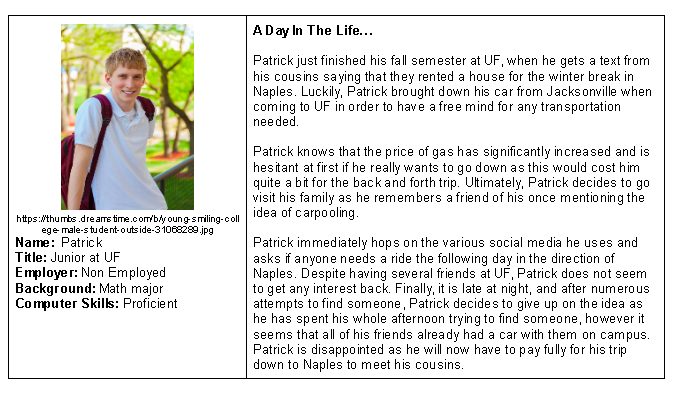 https://thumbs.dreamstime.com/b/young-smiling-coll
ege-male-student-outside-31068289.jpg
Name: Patrick
Title: Junior at UF
Employer: Non Employed
Background: Math major
Computer Skills: Proficient
A Day In The Life...
Patrick just finished his fall semester at UF, when he gets a text from
his cousins saying that they rented a house for the winter break in
Naples. Luckily, Patrick brought down his car from Jacksonville when
coming to UF in order to have a free mind for any transportation
needed.
Patrick knows that the price of gas has significantly increased and is
hesitant at first if he really wants to go down as this would cost him
quite a bit for the back and forth trip. Ultimately, Patrick decides to go
visit his family as he remembers a friend of his once mentioning the
idea of carpooling.
Patrick immediately hops on the various social media he uses and
asks if anyone needs a ride the following day in the direction of
Naples. Despite having several friends at UF, Patrick does not seem
to get any interest back. Finally, it is late at night, and after numerous
attempts to find someone, Patrick decides to give up on the idea as
he has spent his whole afternoon trying to find someone, however it
seems that all of his friends already had a car with them on campus.
Patrick is disappointed as he will now have to pay fully for his trip
down to Naples to meet his cousins.